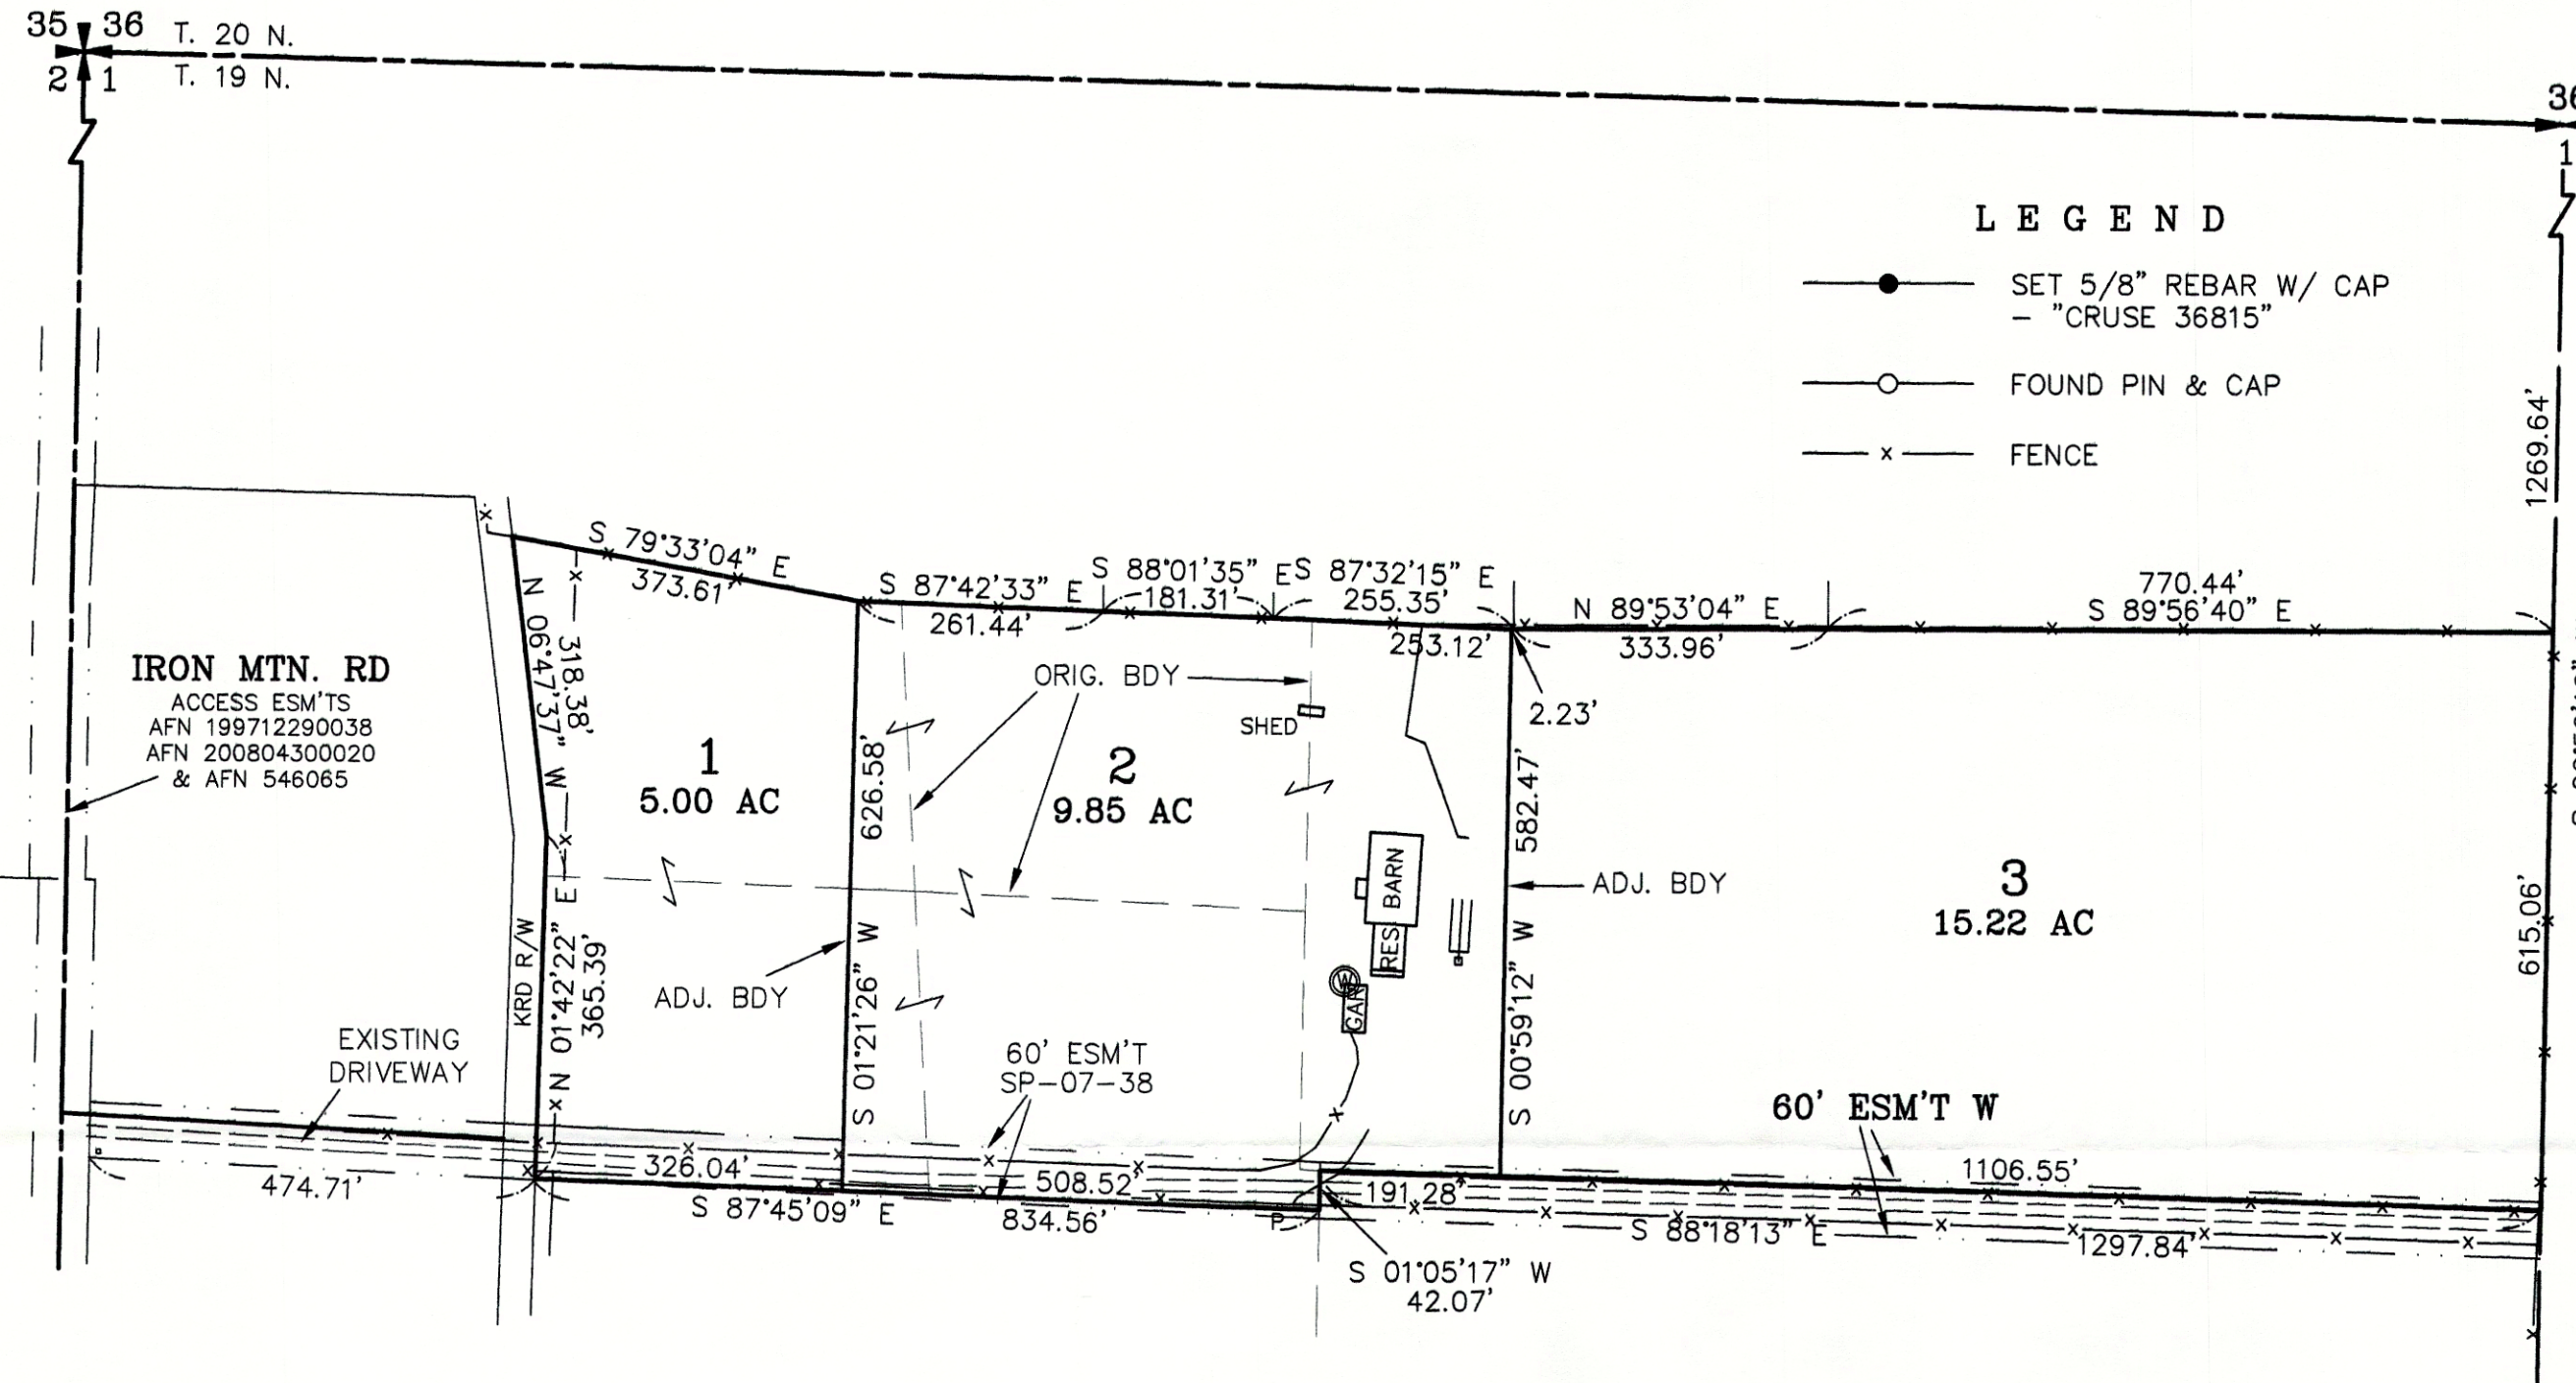 35 36
T. 20 N.
2 1
T. 19 N.
36
1
LEGEND
SET 5/8" REBAR W/ CAP
- "CRUSE 36815"
FOUND PIN & CAP
x
FENCE
1269.64'
S 79°33'04" E
373.61'
S 87°42'33" E
261.44'
S 88°01'35" E
181.31'
S 87°32'15" E
255.35'
253.12'
N 89°53'04" E
333.96'
770.44'
S 89°56'40" E
2.23'
N 06°47'37" W
318.38'
IRON MTN. RD
ACCESS ESM'TS
AFN 199712290038
AFN 200804300020
& AFN 546065
ORIG. BDY
SHED
1
5.00 AC
626.58'
S 01°21'26" W
2
9.85 AC
582.47'
S 00°59'12" W
BARN
RES
W
GAR
ADJ. BDY
3
15.22 AC
615.06'
KRD R/W
N 01°42'22" E
365.39'
ADJ. BDY
EXISTING
DRIVEWAY
60' ESM'T
SP-07-38
60' ESM'T W
474.71'
326.04'
S 87°45'09" E
508.52'
834.56'
P
191.28'
1106.55'
S 88°18'13" E
1297.84'
S 01°05'17" W
42.07'